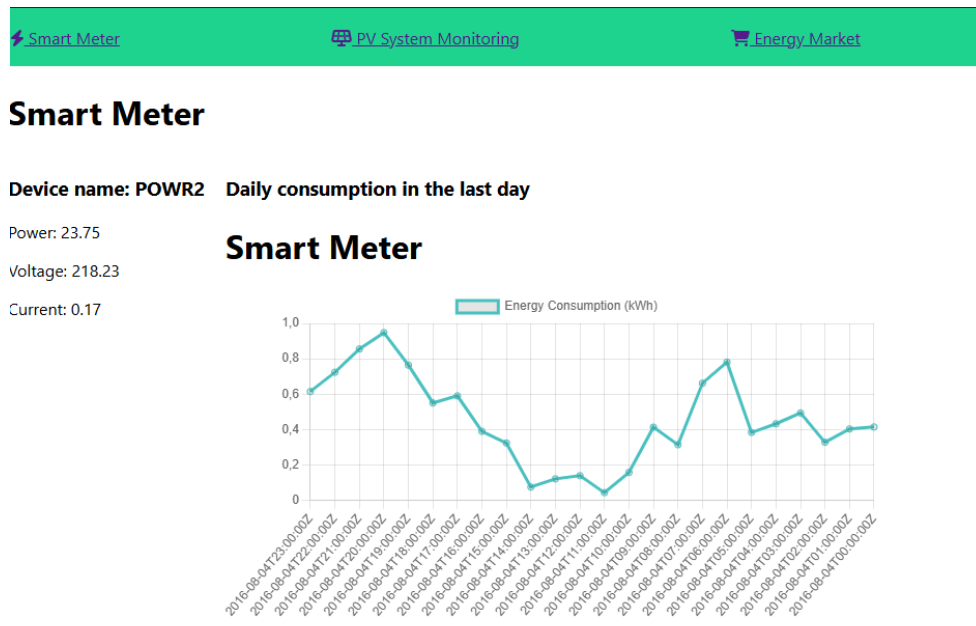 Smart Meter
PV System Monitoring
Energy Market
Smart Meter
Device name: POWR2
Power: 23.75
Voltage: 218.23
Current: 0.17
Daily consumption in the last day
Smart Meter
Energy Consumption (kWh)
1,0
0,8
0,6
0,4
0,2
0
2016-08-04T23:00:00Z
2016-08-04T22:00:00Z
2016-08-04T21:00:00Z
2016-08-04T20:00:00Z
2016-08-04T19:00:00Z
2016-08-04T18:00:00Z
2016-08-04T17:00:00Z
2016-08-04T16:00:00Z
2016-08-04T15:00:00Z
2016-08-04T14:00:00Z
2016-08-04T13:00:00Z
2016-08-04T12:00:00Z
2016-08-04T11:00:00Z
2016-08-04T10:00:00Z
2016-08-04T09:00:00Z
2016-08-04T08:00:00Z
2016-08-04T07:00:00Z
2016-08-04T06:00:00Z
2016-08-04T05:00:00Z
2016-08-04T04:00:00Z
2016-08-04T03:00:00Z
2016-08-04T02:00:00Z
2016-08-04T01:00:00Z
2016-08-04T00:00:00Z